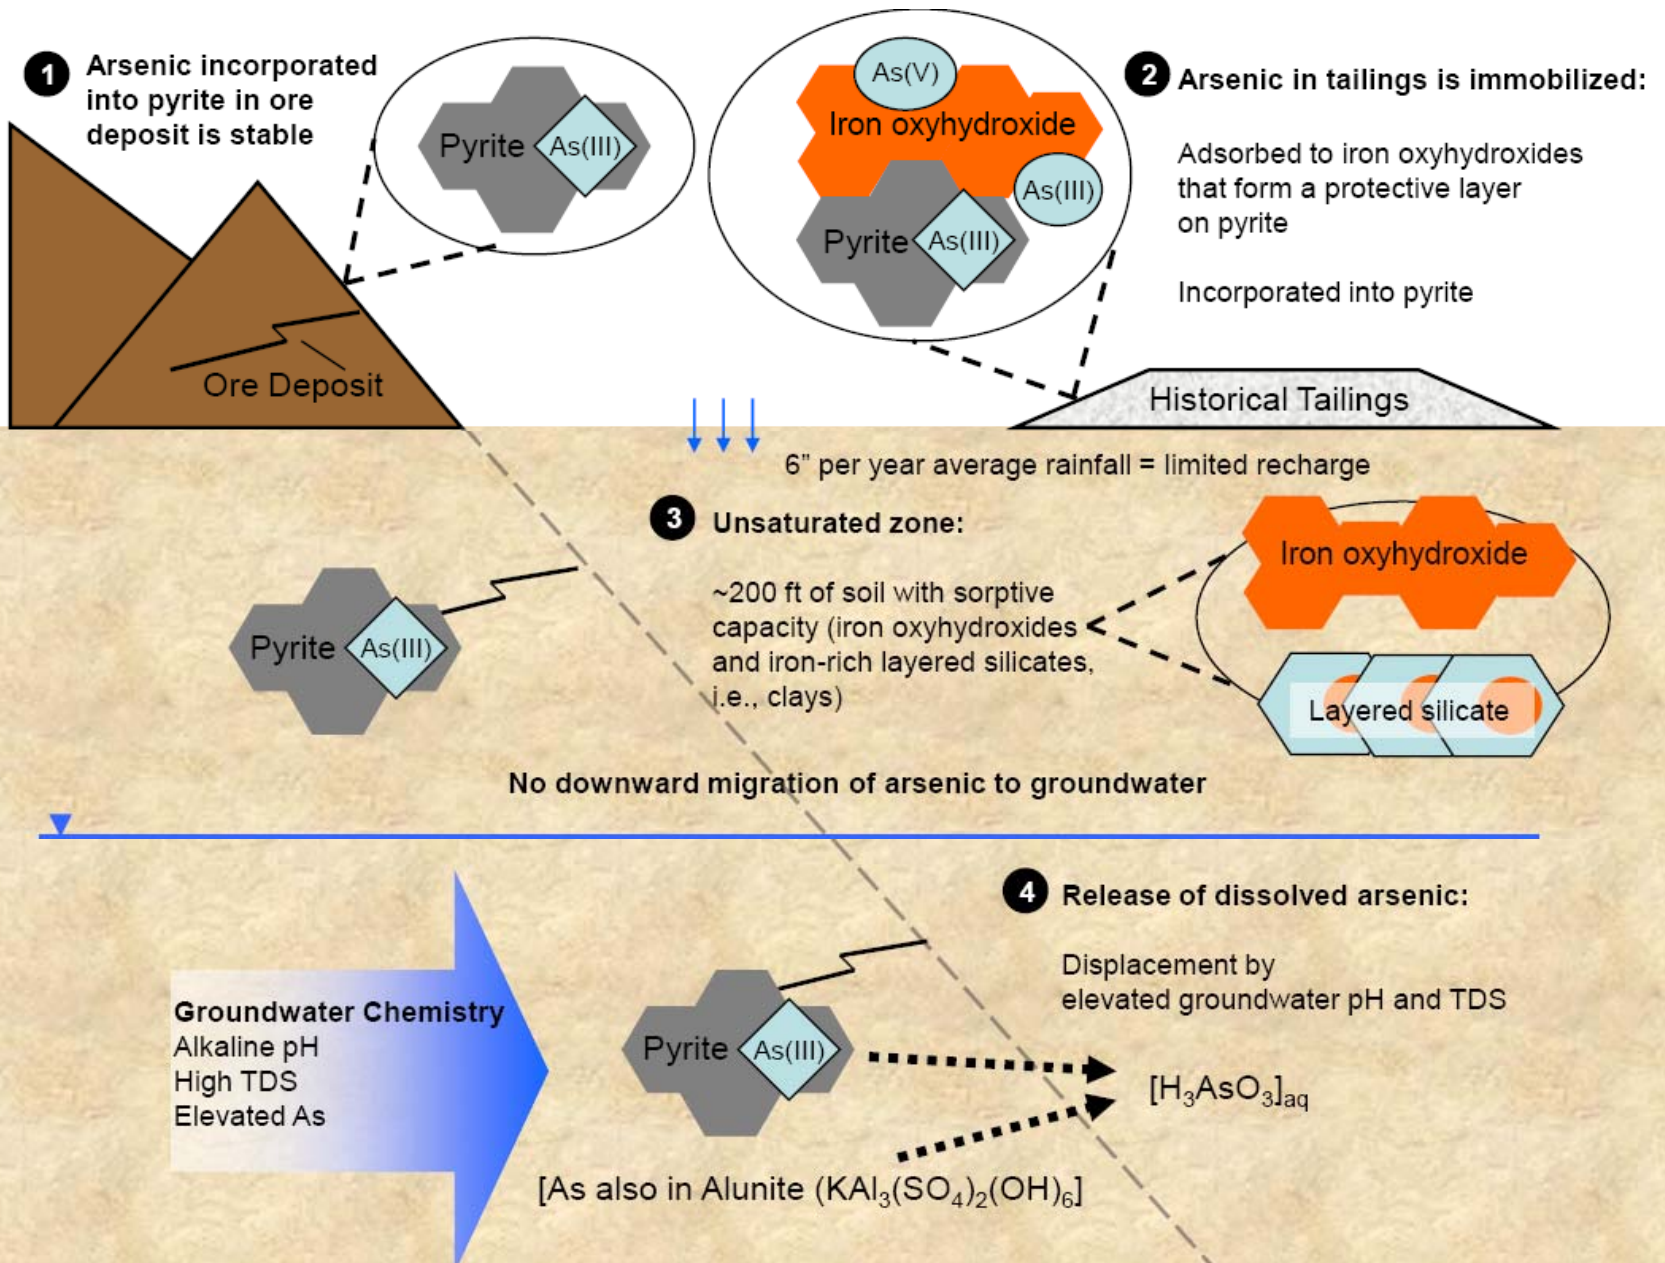 1
Arsenic incorporated
into pyrite in ore
deposit is stable
Pyrite
As(III)
Ore Deposit
As(V)
Iron oxyhydroxide
As(III)
Pyrite
As(III)
2
Arsenic in tailings is immobilized:
Adsorbed to iron oxyhydroxides
that form a protective layer
on pyrite
Incorporated into pyrite
Historical Tailings
6” per year average rainfall = limited recharge
3
Unsaturated zone:
~200 ft of soil with sorptive
capacity (iron oxyhydroxides
and iron-rich layered silicates,
i.e., clays)
Iron oxyhydroxide
Layered silicate
Pyrite
As(III)
No downward migration of arsenic to groundwater
4
Release of dissolved arsenic:
Displacement by
elevated groundwater pH and TDS
Groundwater Chemistry
Alkaline pH
High TDS
Elevated As
Pyrite
As(III)
[H₃AsO₃]aq
[As also in Alunite (KAl₃(SO₄)₂(OH)₆]